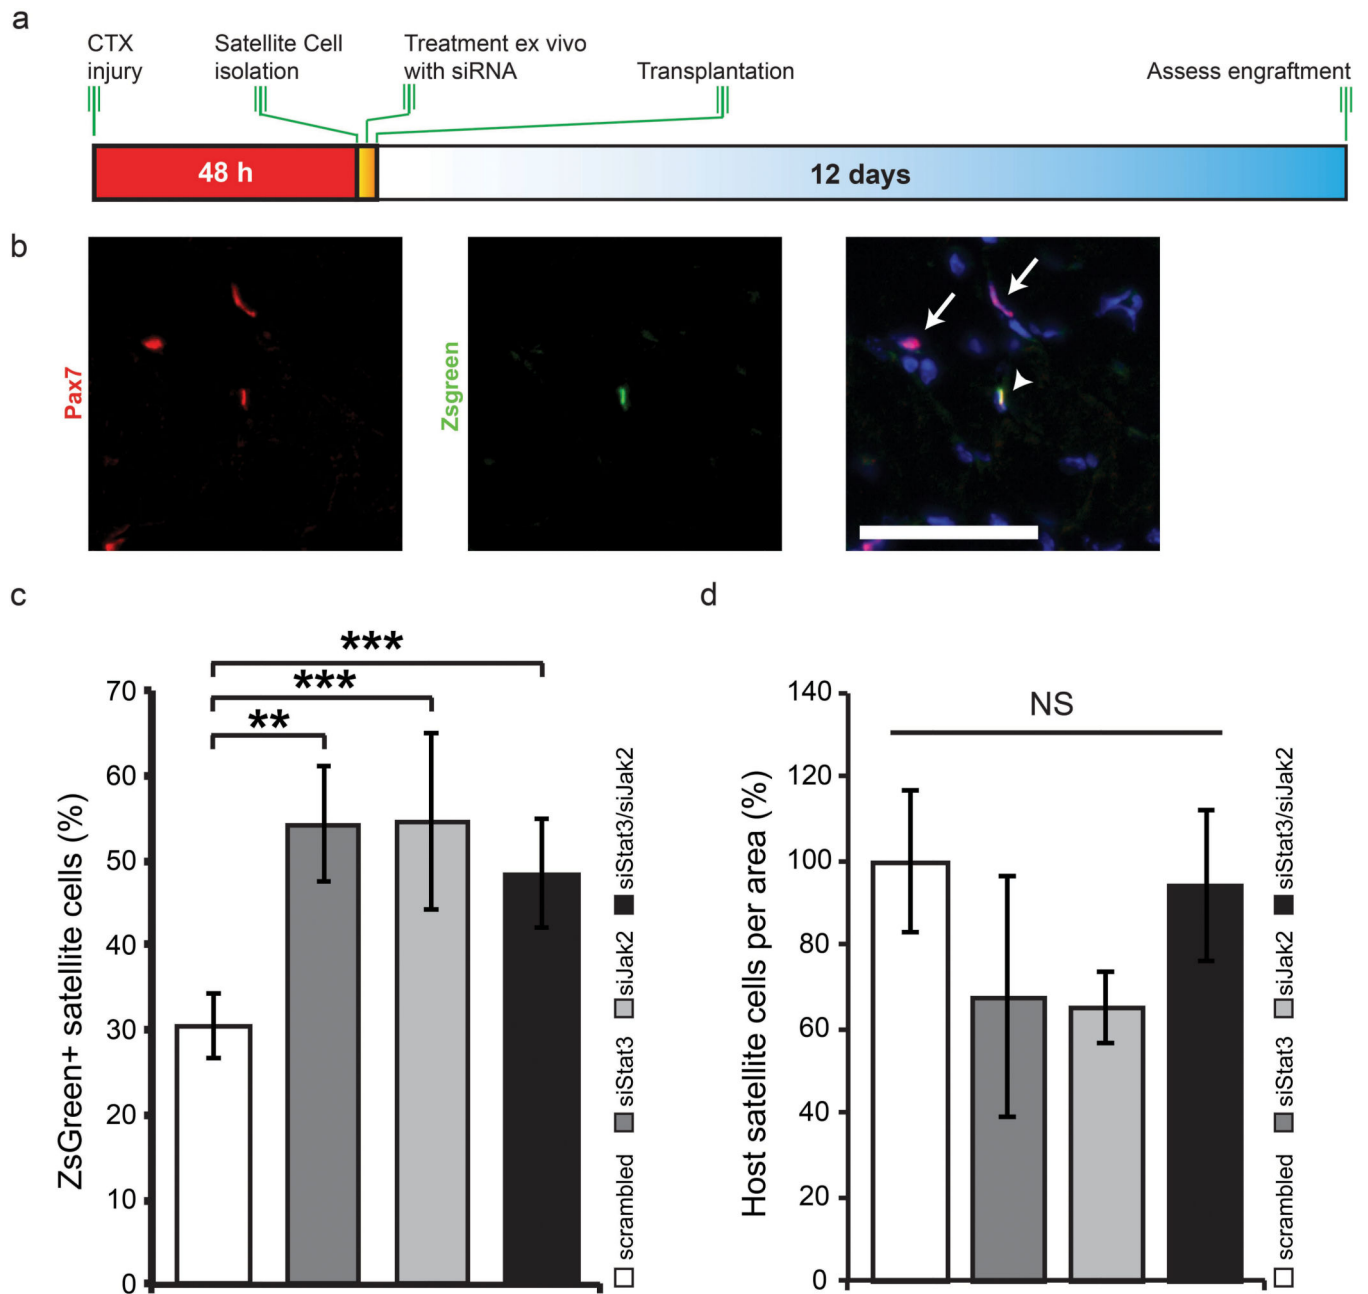 a
CTX
injury
Satellite Cell
isolation
Treatment ex vivo
with siRNA
Transplantation
Assess engraftment
48 h
12 days
b
Pax7
Zsgreen
c
***
***
**
ZsGreen+ satellite cells (%)
70
60
50
40
30
20
10
0
scrambled
siStat3
siJak2
siStat3/siJak2
d
NS
Host satellite cells per area (%)
140
120
100
80
60
40
20
0
scrambled
siStat3
siJak2
siStat3/siJak2